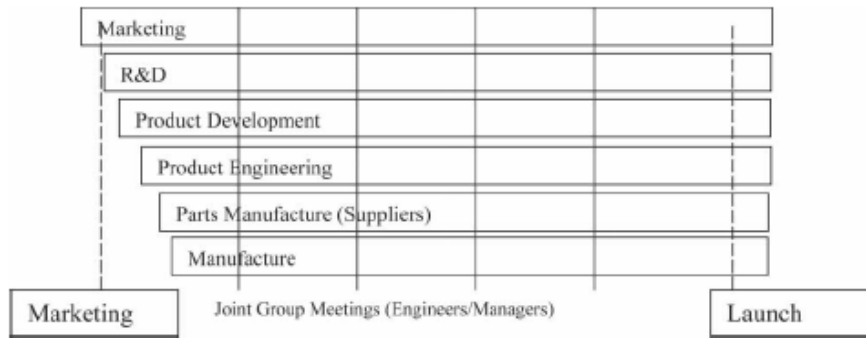 Marketing
R&D
Product Development
Product Engineering
Parts Manufacture (Suppliers)
Manufacture
Marketing
Joint Group Meetings (Engineers/Managers)
Launch